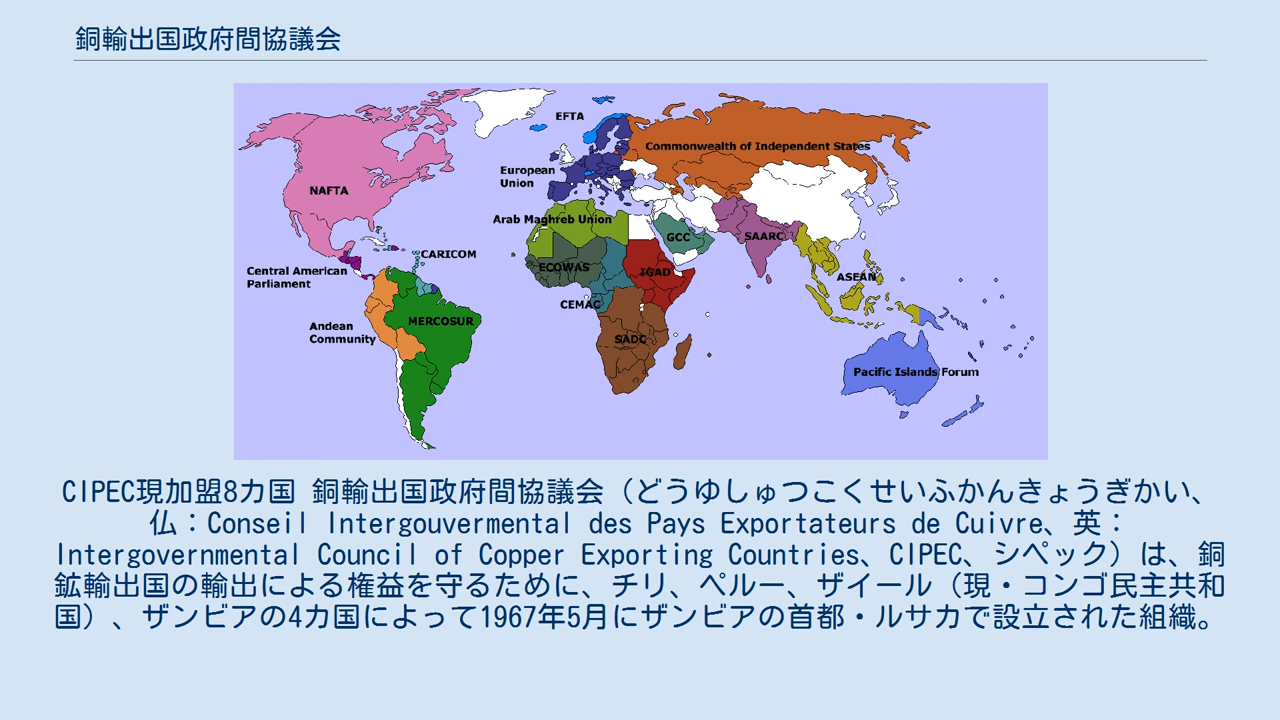 銅輸出国政府間協議会
EFTA
Commonwealth of Independent States
European
Union
NAFTA
Arab Maghreb Union
GCC
SAARC
CARICOM
Central American
Parliament
ECOWAS
IGAD
ASEAN
CEMAC
MERCOSUR
Andean
Community
SADC
Pacific Islands Forum
CIPEC現加盟8カ国 銅輸出国政府間協議会（どうゆしゅつこくせいふかんきょうぎかい、
仏：Conseil Intergouvermental des Pays Exportateurs de Cuivre、英：
Intergovernmental Council of Copper Exporting Countries、CIPEC、シペック）は、銅
鉱輸出国の輸出による権益を守るために、チリ、ペルー、ザイール（現・コンゴ民主共和
国）、ザンビアの4カ国によって1967年5月にザンビアの首都・ルサカで設立された組織。